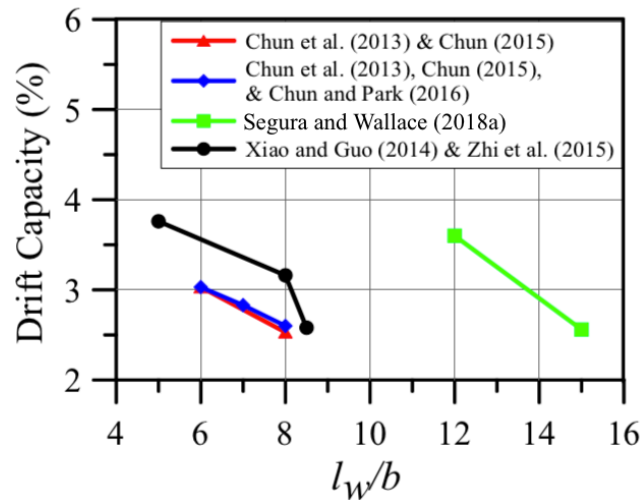 6
5
4
3
2
Drift Capacity (%)
Chun et al. (2013) & Chun (2015)
Chun et al. (2013), Chun (2015),
& Chun and Park (2016)
Segura and Wallace (2018a)
Xiao and Guo (2014) & Zhi et al. (2015)
4 6 8 10 12 14 16
lw/b